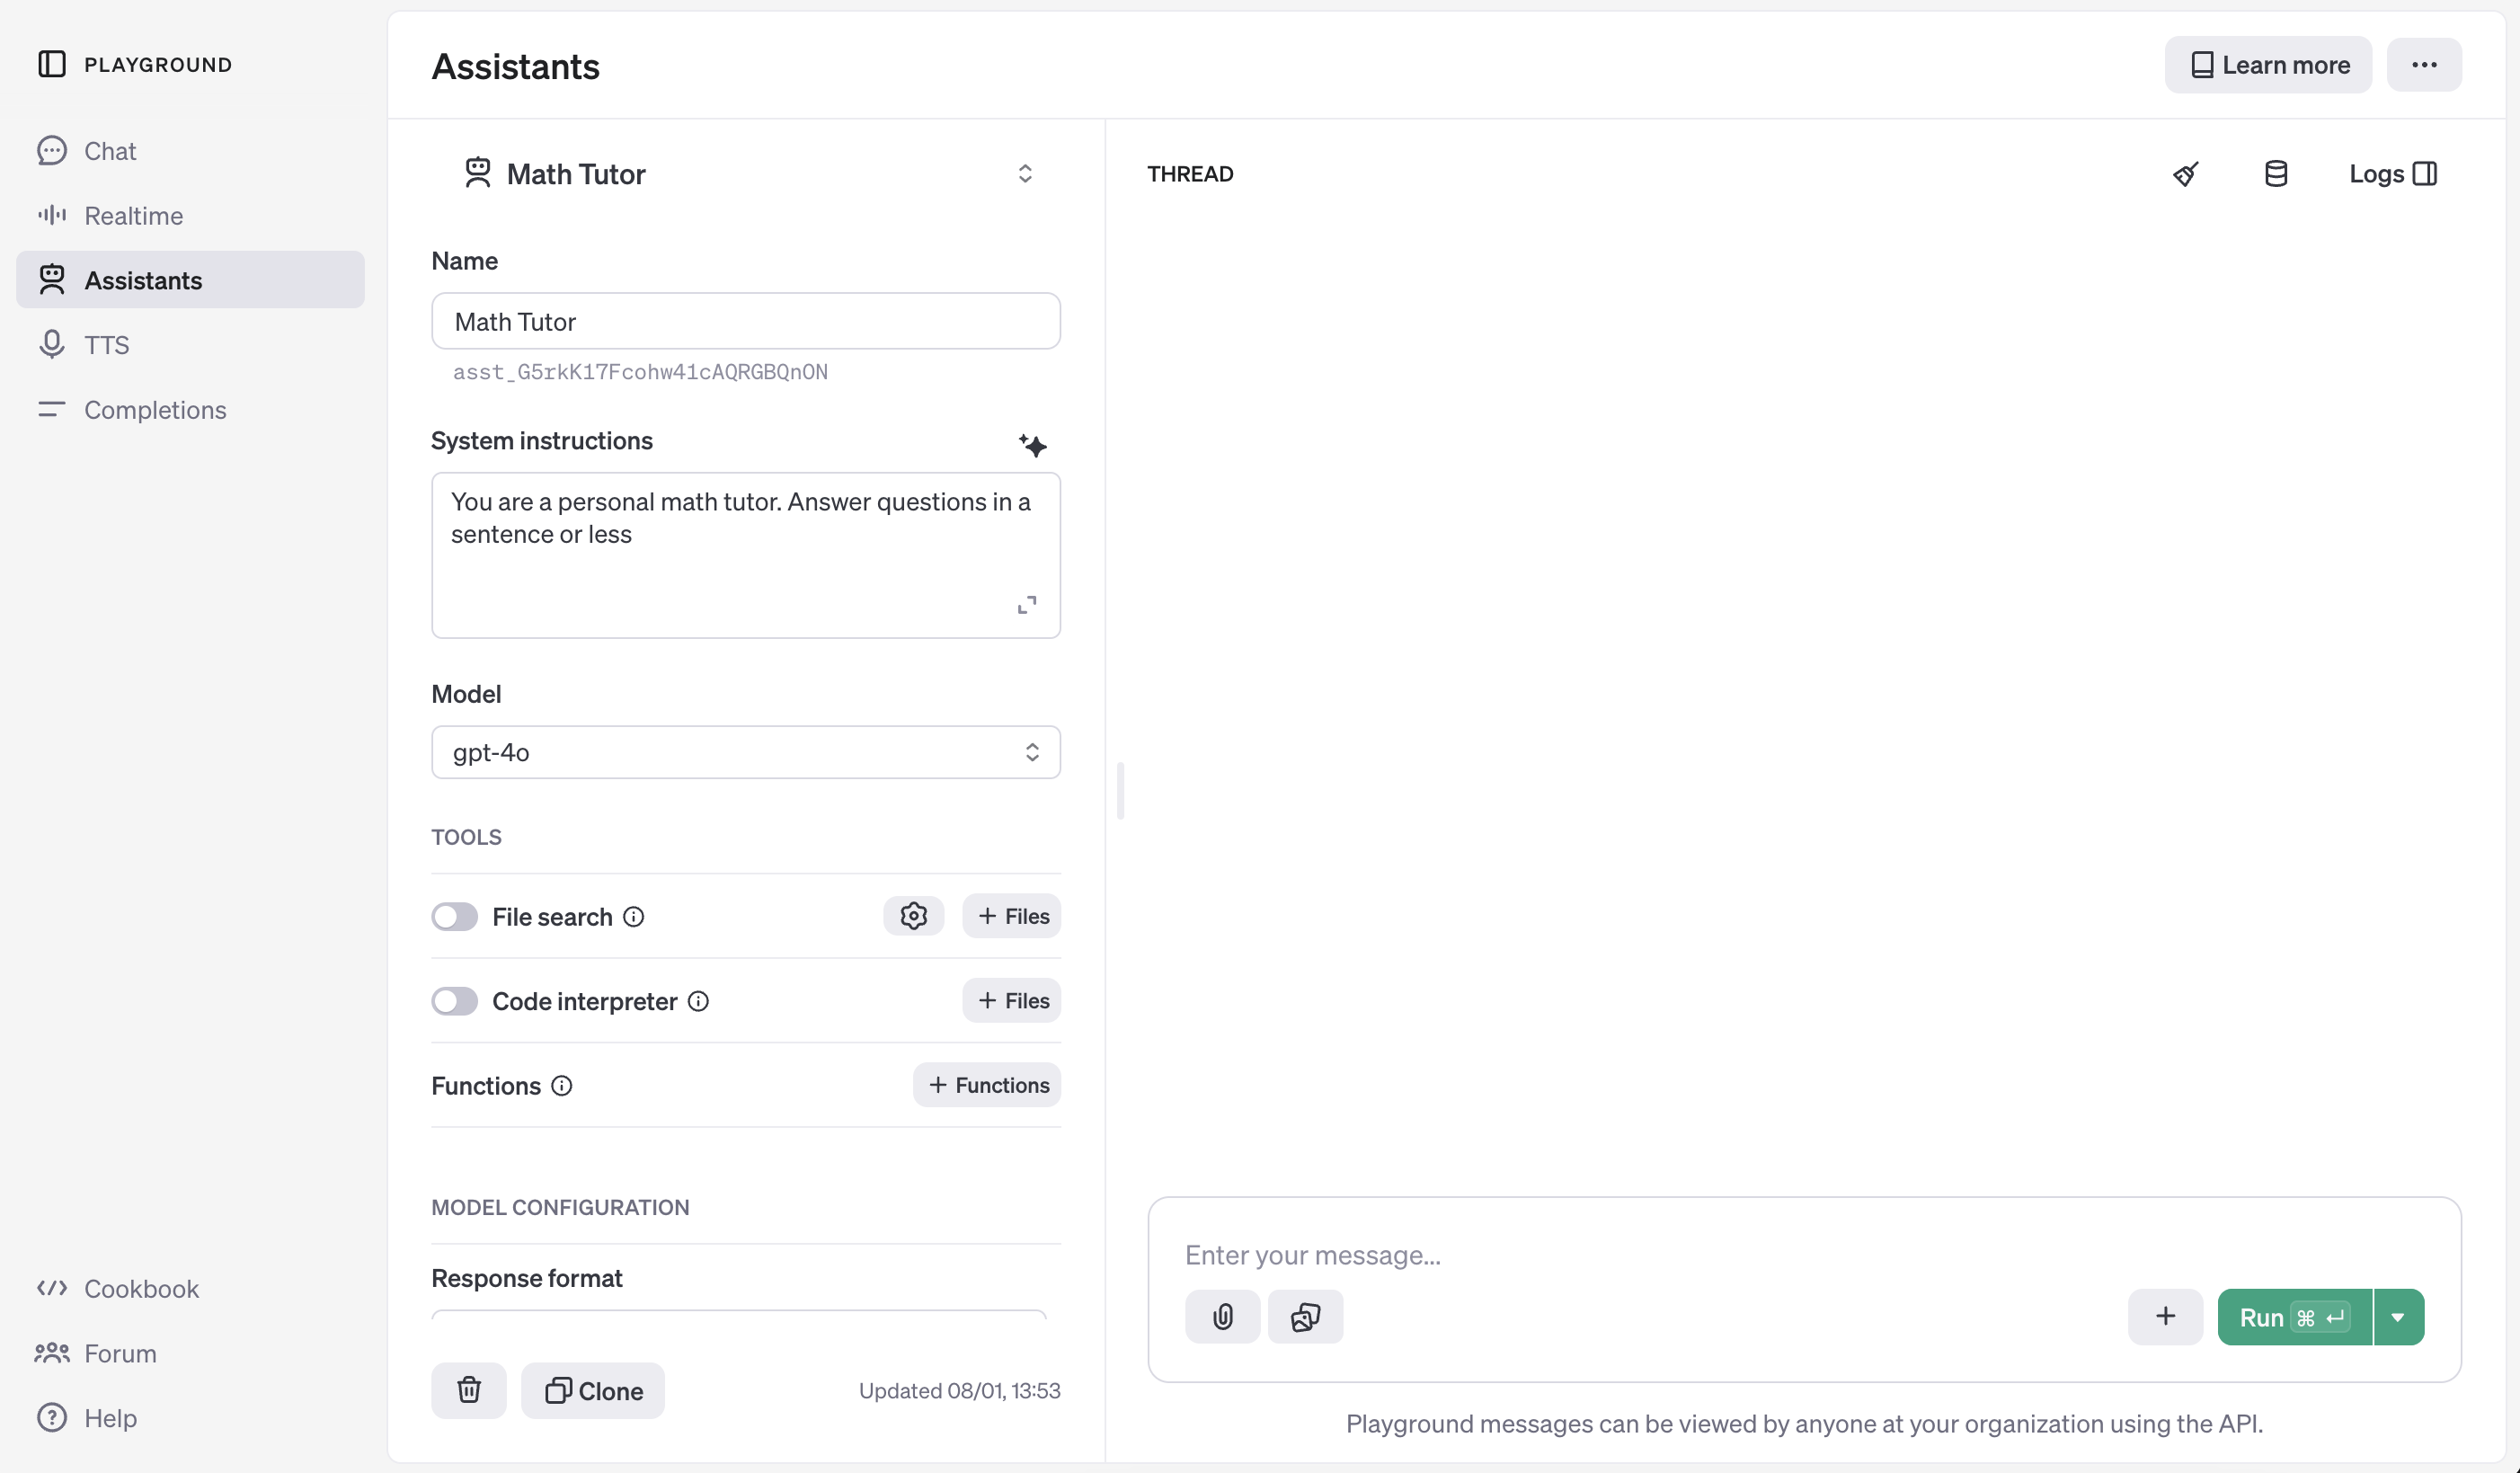 PLAYGROUND
Chat
Realtime
Assistants
TTS
Completions
Cookbook
Forum
Help
Assistants
Learn more
Math Tutor
Name
Math Tutor
asst_G5rkK17Fcohw41cAQRGBQnON
System instructions
You are a personal math tutor. Answer questions in a
sentence or less
Model
gpt-4o
TOOLS
File search
+ Files
Code interpreter
+ Files
Functions
+ Functions
MODEL CONFIGURATION
Response format
Clone
Updated 08/01, 13:53
THREAD
Logs
Enter your message...
Run ⌘ ↵
Playground messages can be viewed by anyone at your organization using the API.